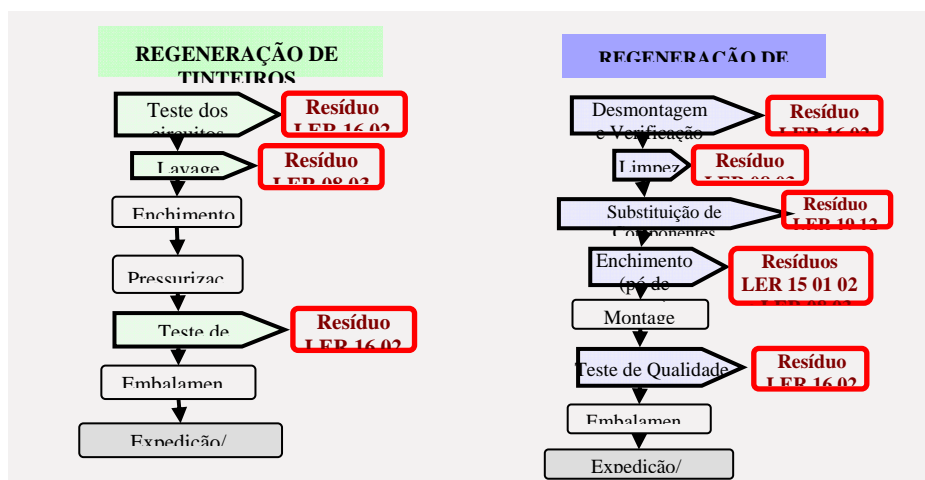 REGENERAÇÃO DE
TINTEIROS
Teste dos
circuitos
Resíduo
LER 16 02
Lavage
Resíduo
LER 08 03
Enchimento
Pressurizac
Teste de
Resíduo
LER 16 02
Embalamen
Expedição/
REGENERAÇÃO DE
Desmontagem
e Verificação
Resíduo
LER 16 02
Limpez
Resíduo
LER 08 03
Substituição de
Componentes
Resíduo
LER 19 12
Enchimento
(pó de
Resíduos
LER 15 01 02
LER 08 03
Montage
Teste de Qualidade
Resíduo
LER 16 02
Embalamen
Expedição/